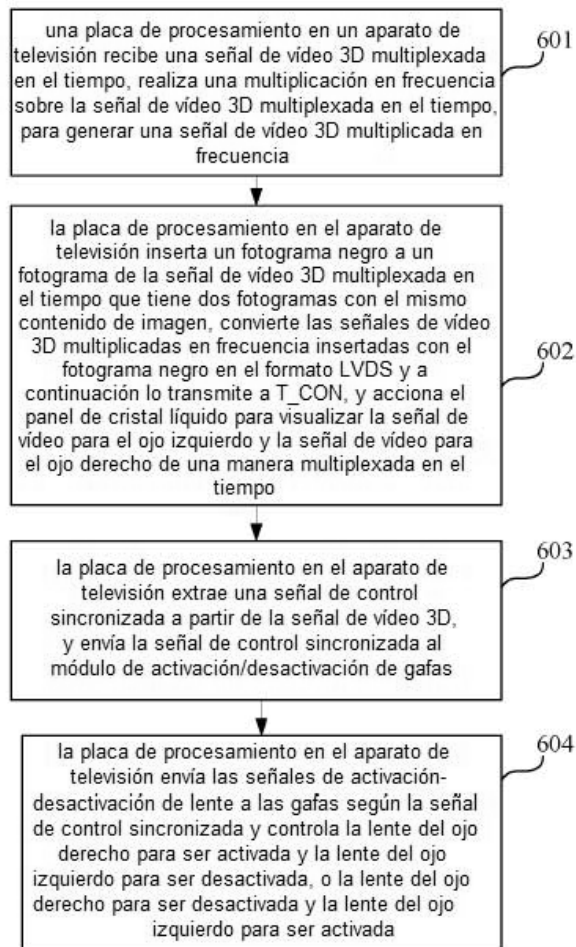 una placa de procesamiento en un aparato de
televisión recibe una señal de vídeo 3D multiplexada
en el tiempo, realiza una multiplicación en frecuencia
sobre la señal de vídeo 3D multiplexada en el tiempo,
para generar una señal de vídeo 3D multiplicada en
frecuencia
601
la placa de procesamiento en el aparato de
televisión inserta un fotograma negro a un
fotograma de la señal de vídeo 3D multiplexada en
el tiempo que tiene dos fotogramas con el mismo
contenido de imagen, convierte las señales de vídeo
3D multiplicadas en frecuencia insertadas con el
fotograma negro en el formato LVDS y a
continuación lo transmite a T_CON, y acciona el
panel de cristal líquido para visualizar la señal de
vídeo para el ojo izquierdo y la señal de vídeo para
el ojo derecho de una manera multiplexada en el
tiempo
602
la placa de procesamiento en el aparato de
televisión extrae una señal de control
sincronizada a partir de la señal de vídeo 3D,
y envía la señal de control sincronizada al
módulo de activación/desactivación de gafas
603
la placa de procesamiento en el aparato de
televisión envía las señales de activación-
desactivación de lente a las gafas según la señal
de control sincronizada y controla la lente del ojo
derecho para ser activada y la lente del ojo
izquierdo para ser desactivada, o la lente del ojo
derecho para ser desactivada y la lente del ojo
izquierdo para ser activada
604